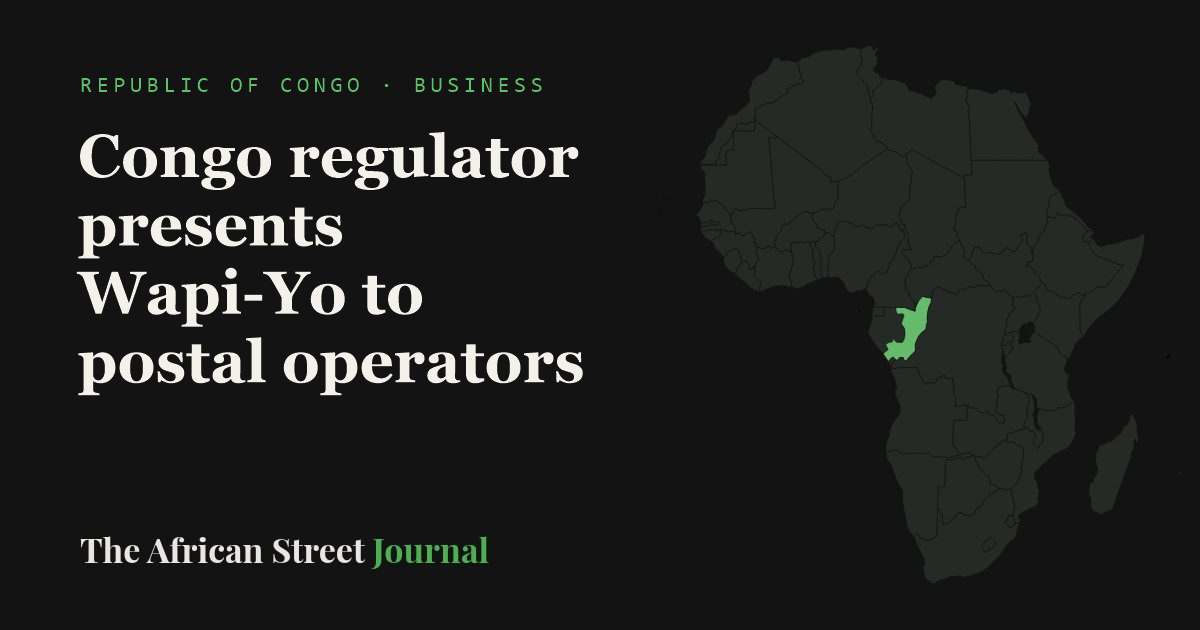 REPUBLIC OF CONGO · BUSINESS
Congo regulator
presents
Wapi-Yo to
postal operators
The African Street Journal